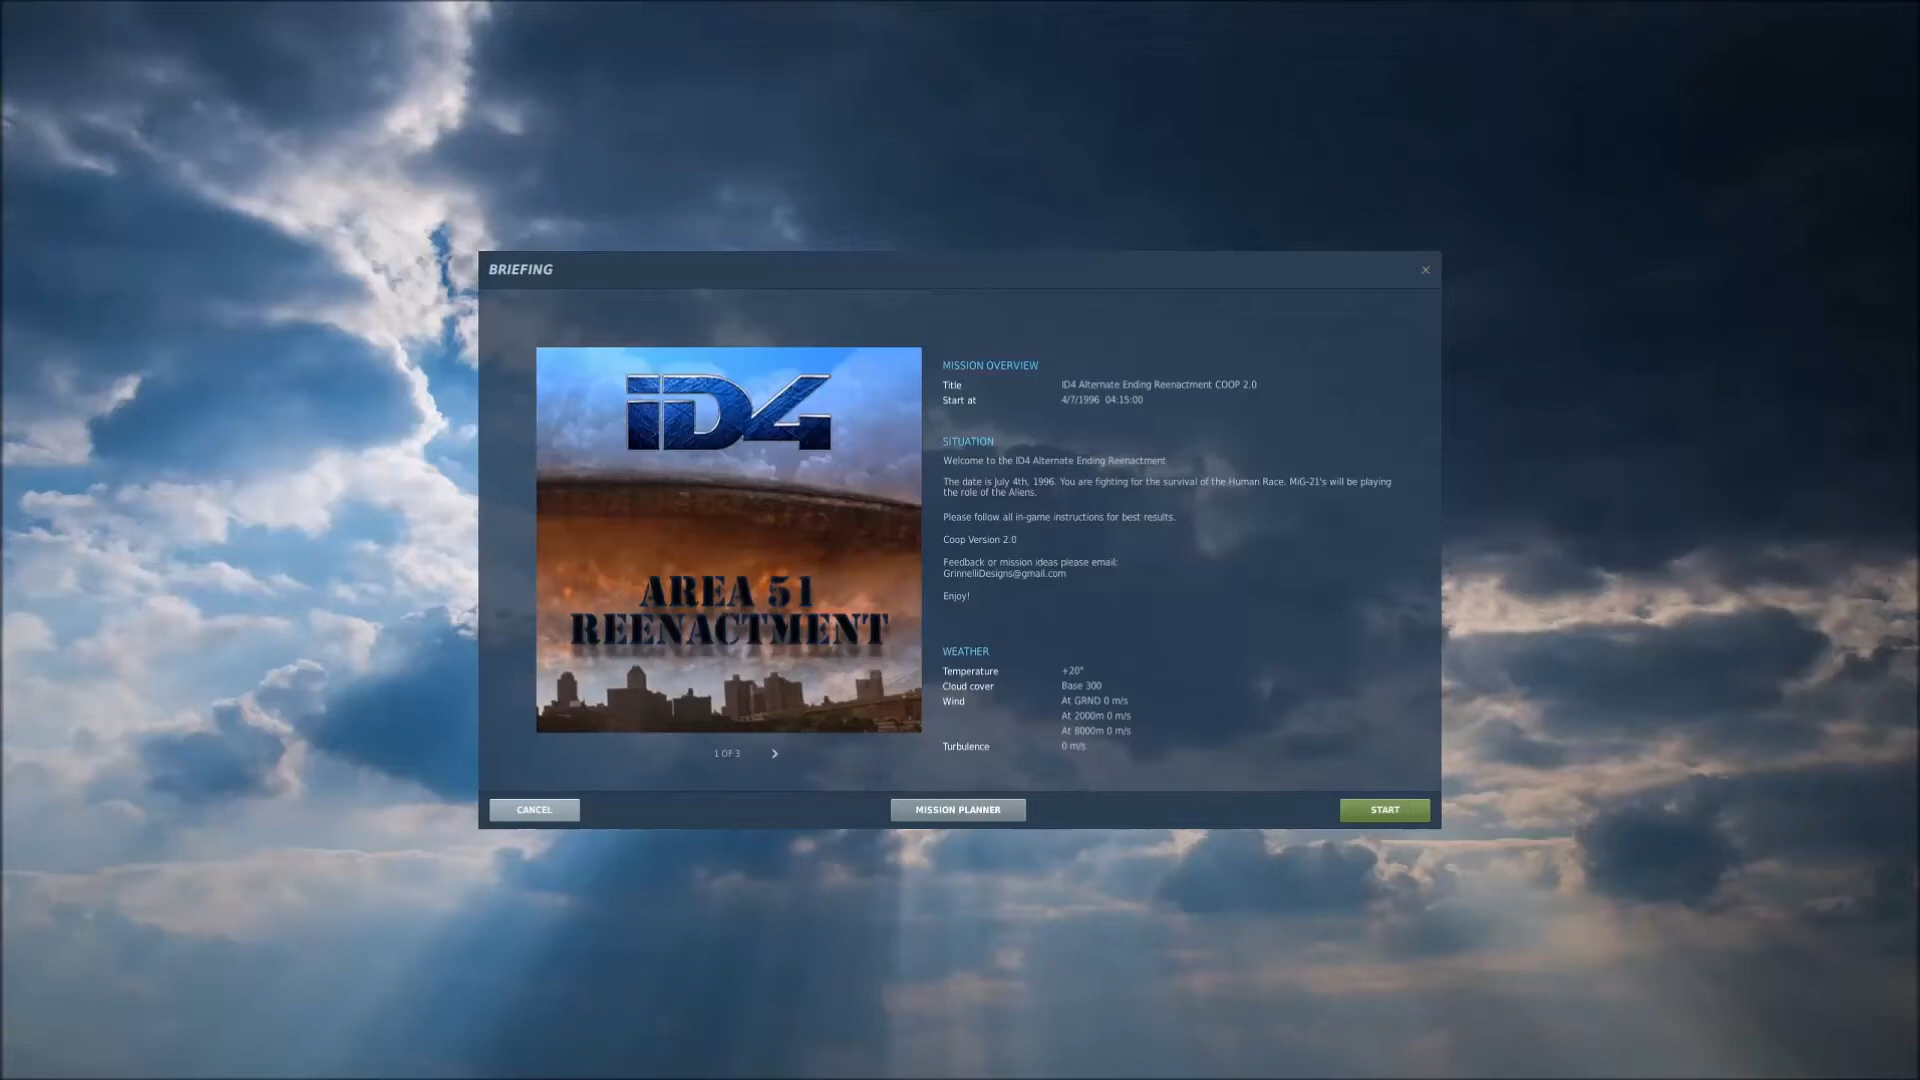 BRIEFING
×
iD4
AREA 51
REENACTMENT
1 OF 3
MISSION OVERVIEW
Title ID4 Alternate Ending Reenactment COOP 2.0
Start at 4/7/1996 04:15:00
SITUATION
Welcome to the ID4 Alternate Ending Reenactment
The date is July 4th, 1996. You are fighting for the survival of the Human Race. MiG-21's will be playing
the role of the Aliens.
Please follow all in-game instructions for best results.
Coop Version 2.0
Feedback or mission ideas please email:
GrinnelliDesigns@gmail.com
Enjoy!
WEATHER
Temperature +20°
Cloud cover Base 300
Wind At GRND 0 m/s
At 2000m 0 m/s
At 8000m 0 m/s
Turbulence 0 m/s
CANCEL
MISSION PLANNER
START